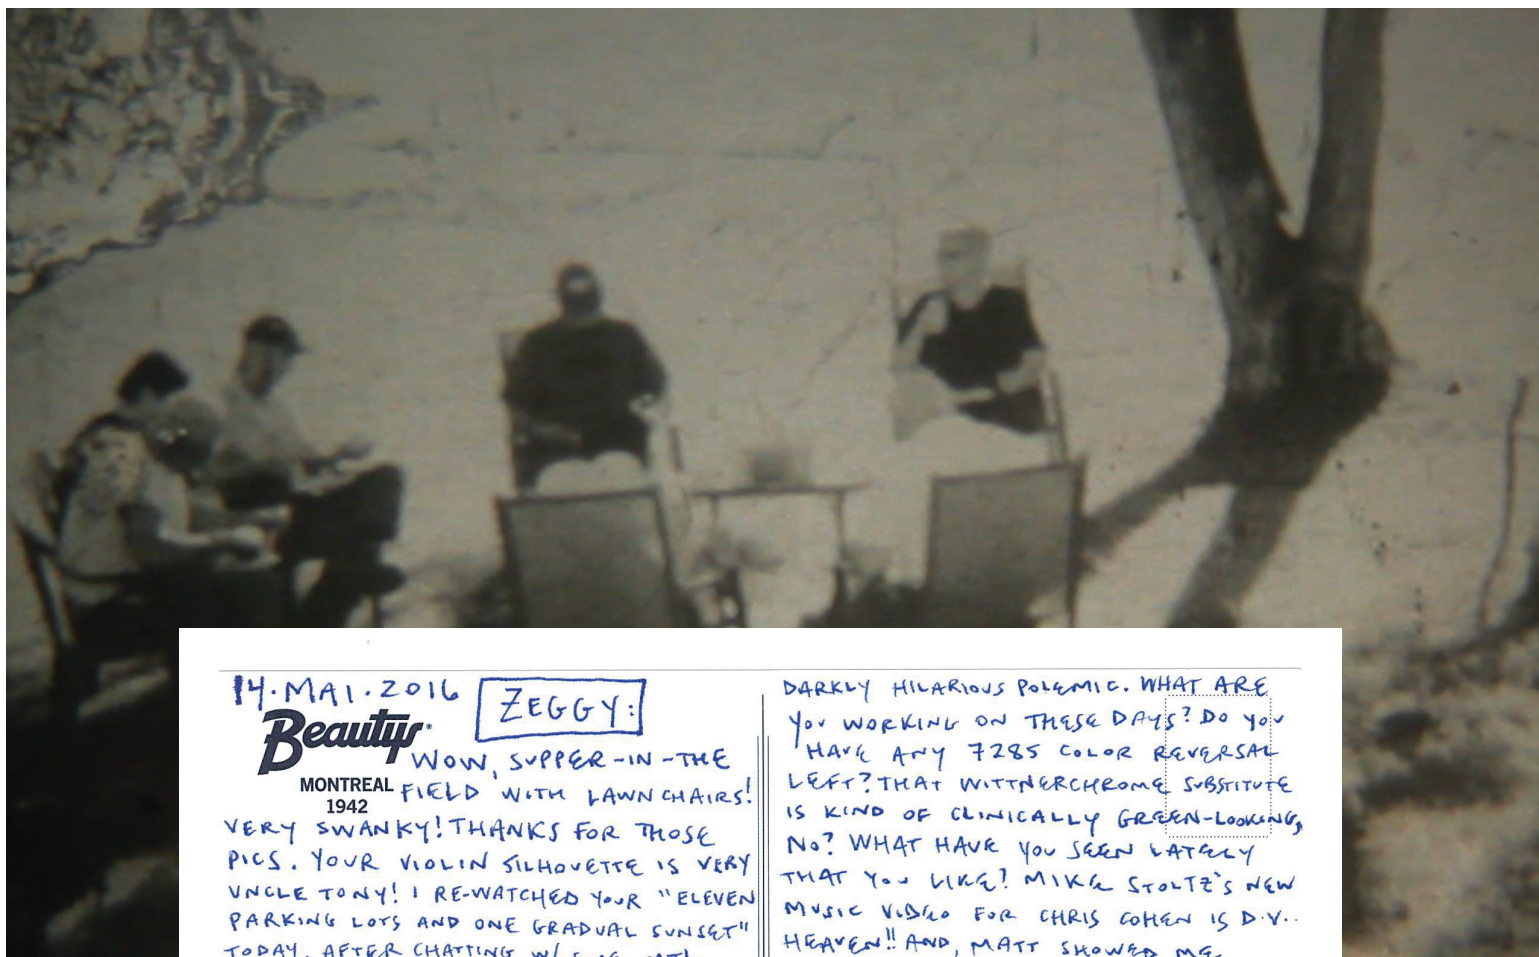 14.MAI.2016
ZEGGY:
Beautys
MONTREAL
1942
WOW, SUPPER-IN-THE
FIELD WITH LAWNCHAIRS!
VERY SWANKY! THANKS FOR THOSE
PICS. YOUR VIOLIN SILHOUETTE IS VERY
UNCLE TONY! I RE-WATCHED YOUR "ELEVEN
PARKING LOTS AND ONE GRADUAL SUNSET"
TODAY, AFTER CHATTING W/
DARKLY HILARIOUS POLEMIC. WHAT ARE
YOU WORKING ON THESE DAYS? DO YOU
HAVE ANY 7285 COLOR REVERSAL
LEFT? THAT WITTNERCHROME SUBSTITUTE
IS KIND OF CLINICALLY GREEN-LOOKING,
NO? WHAT HAVE YOU SEEN LATELY
THAT YOU LIKE? MIKE STOLTZ'S NEW
MUSIC VIDEO FOR CHRIS COHEN IS D.V..
HEAVEN!! AND, MATT SHOWED ME